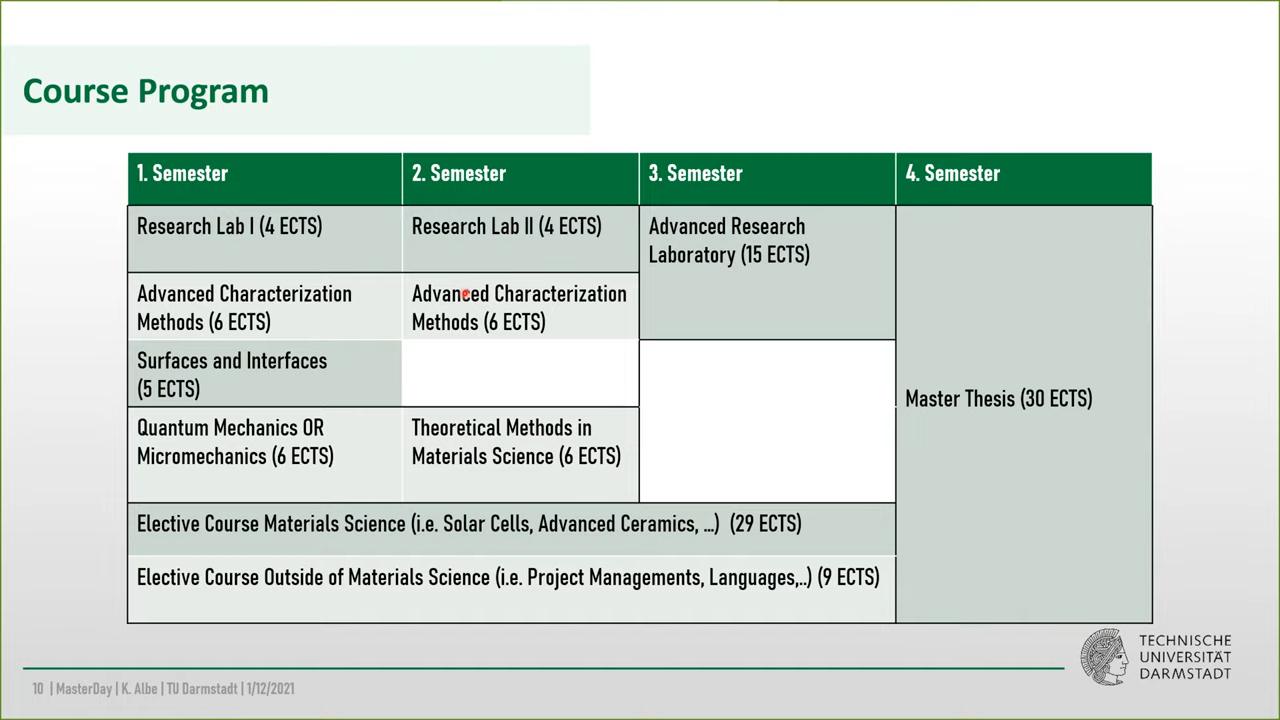 Course Program
1. Semester
2. Semester
3. Semester
4. Semester
Research Lab I (4 ECTS)
Research Lab II (4 ECTS)
Advanced Research
Laboratory (15 ECTS)
Advanced Characterization
Methods (6 ECTS)
Advanced Characterization
Methods (6 ECTS)
Surfaces and Interfaces
(5 ECTS)
Master Thesis (30 ECTS)
Quantum Mechanics OR
Micromechanics (6 ECTS)
Theoretical Methods in
Materials Science (6 ECTS)
Elective Course Materials Science (i.e. Solar Cells, Advanced Ceramics, ...) (29 ECTS)
Elective Course Outside of Materials Science (i.e. Project Managements, Languages,..) (9 ECTS)
10 | MasterDay | K. Albe | TU Darmstadt | 1/12/2021
TECHNISCHE
UNIVERSITÄT
DARMSTADT